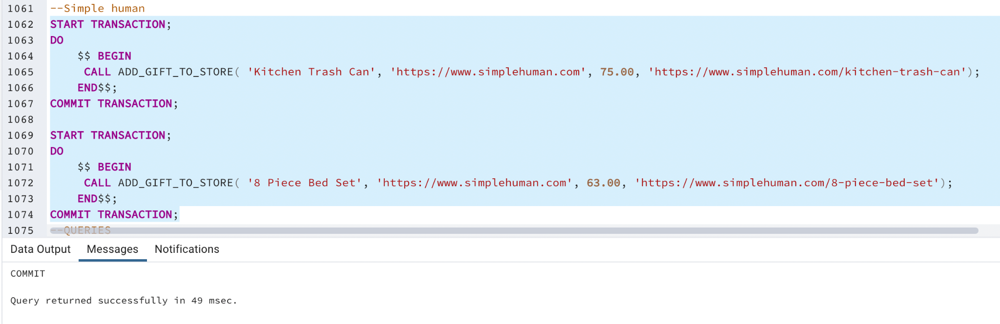 1061 --Simple human
1062 START TRANSACTION;
1063 DO
1064 $$ BEGIN
1065 CALL ADD_GIFT_TO_STORE( 'Kitchen Trash Can', 'https://www.simplehuman.com', 75.00, 'https://www.simplehuman.com/kitchen-trash-can');
1066 END$$;
1067 COMMIT TRANSACTION;
1068
1069 START TRANSACTION;
1070 DO
1071 $$ BEGIN
1072 CALL ADD_GIFT_TO_STORE( '8 Piece Bed Set', 'https://www.simplehuman.com', 63.00, 'https://www.simplehuman.com/8-piece-bed-set');
1073 END$$;
1074 COMMIT TRANSACTION;
1075 --QUERIES
Data Output Messages Notifications
COMMIT
Query returned successfully in 49 msec.